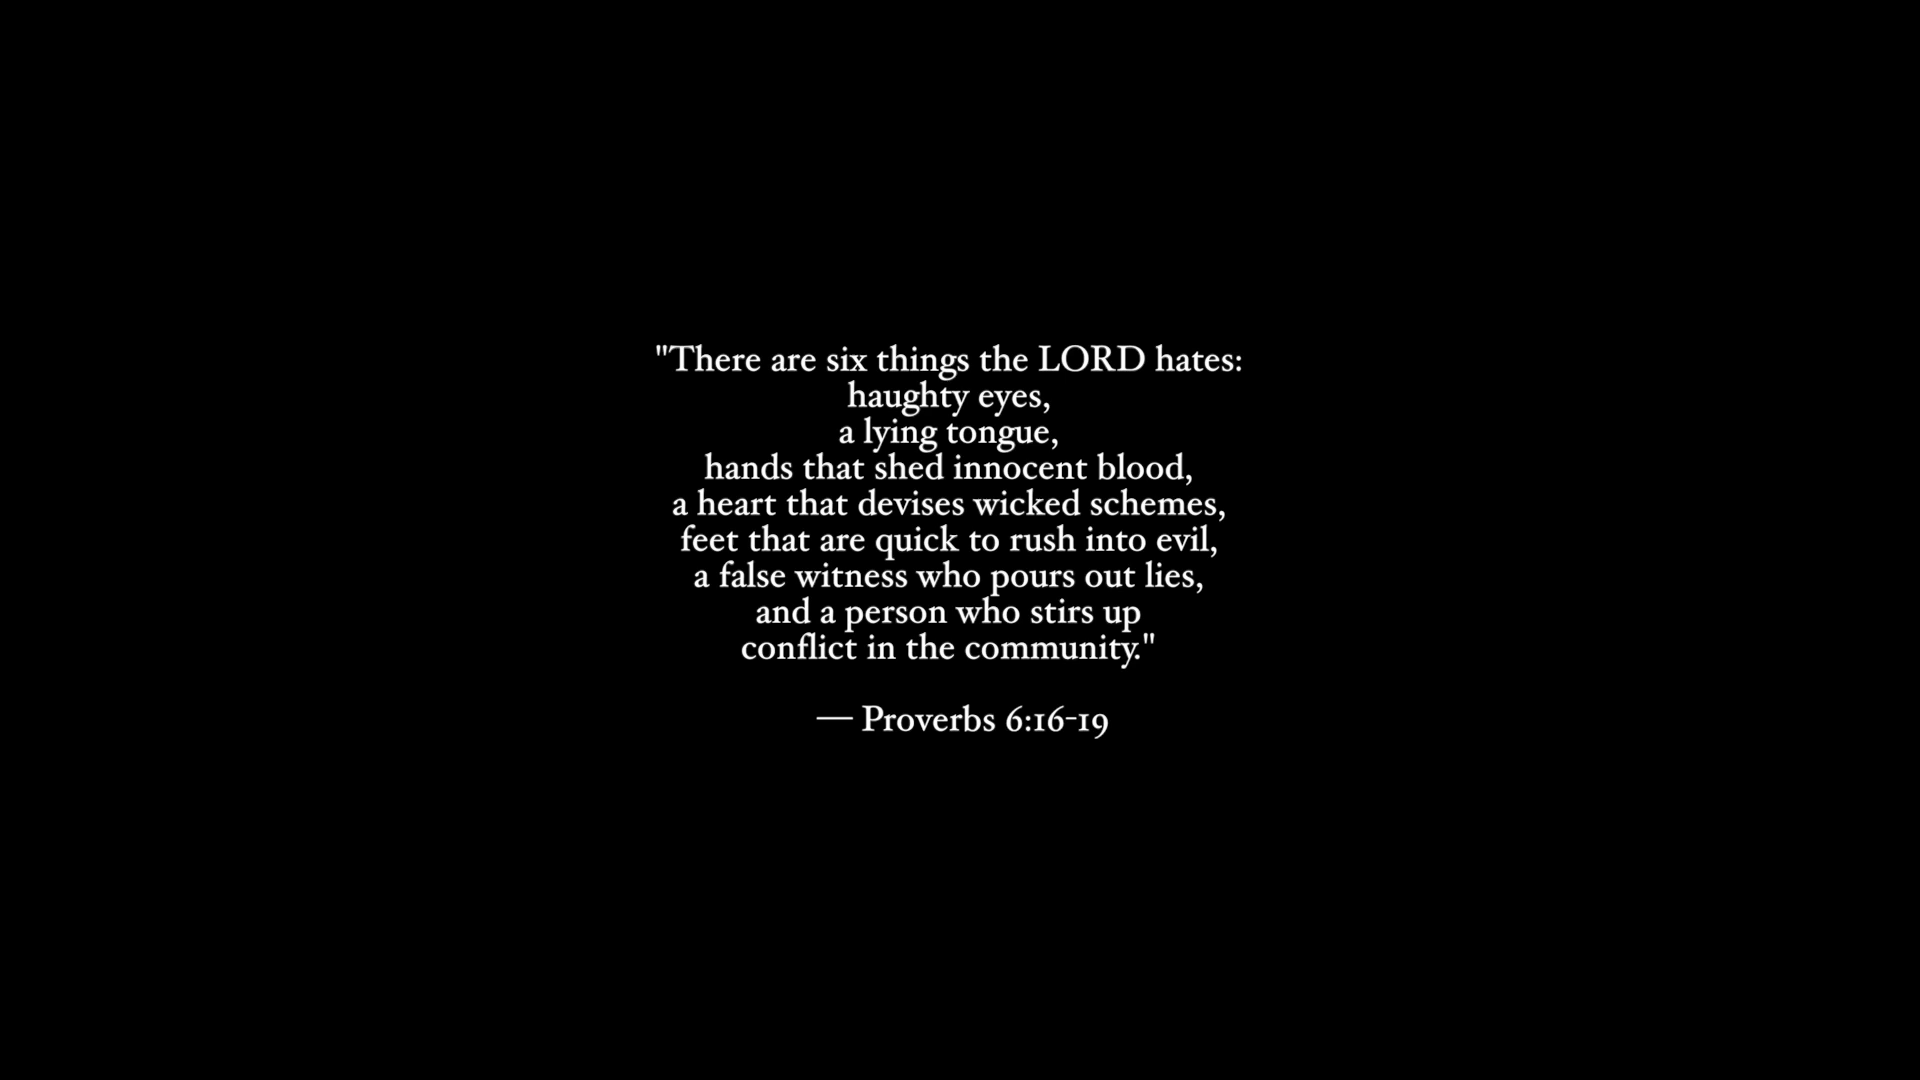 "There are six things the LORD hates:
haughty eyes,
a lying tongue,
hands that shed innocent blood,
a heart that devises wicked schemes,
feet that are quick to rush into evil,
a false witness who pours out lies,
and a person who stirs up
conflict in the community."
— Proverbs 6:16-19